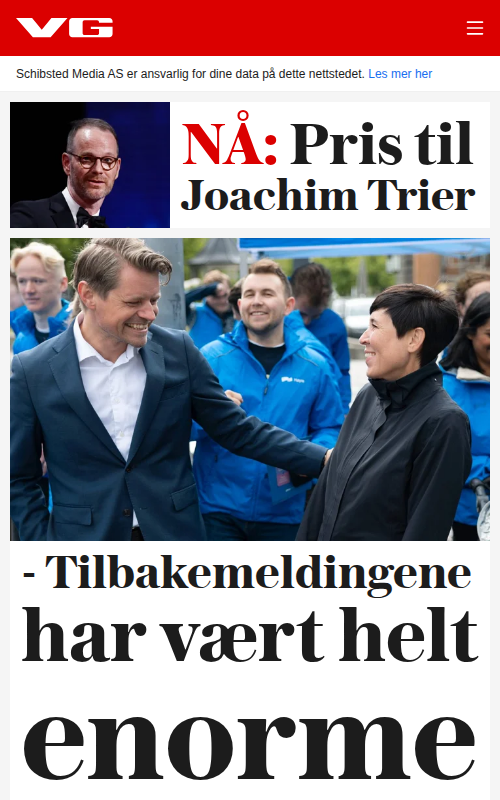 VG
Schibsted Media AS er ansvarlig for dine data på dette nettstedet. Les mer her
NÅ: Pris til
Joachim Trier
- Tilbakemeldingene
har vært helt
enorme